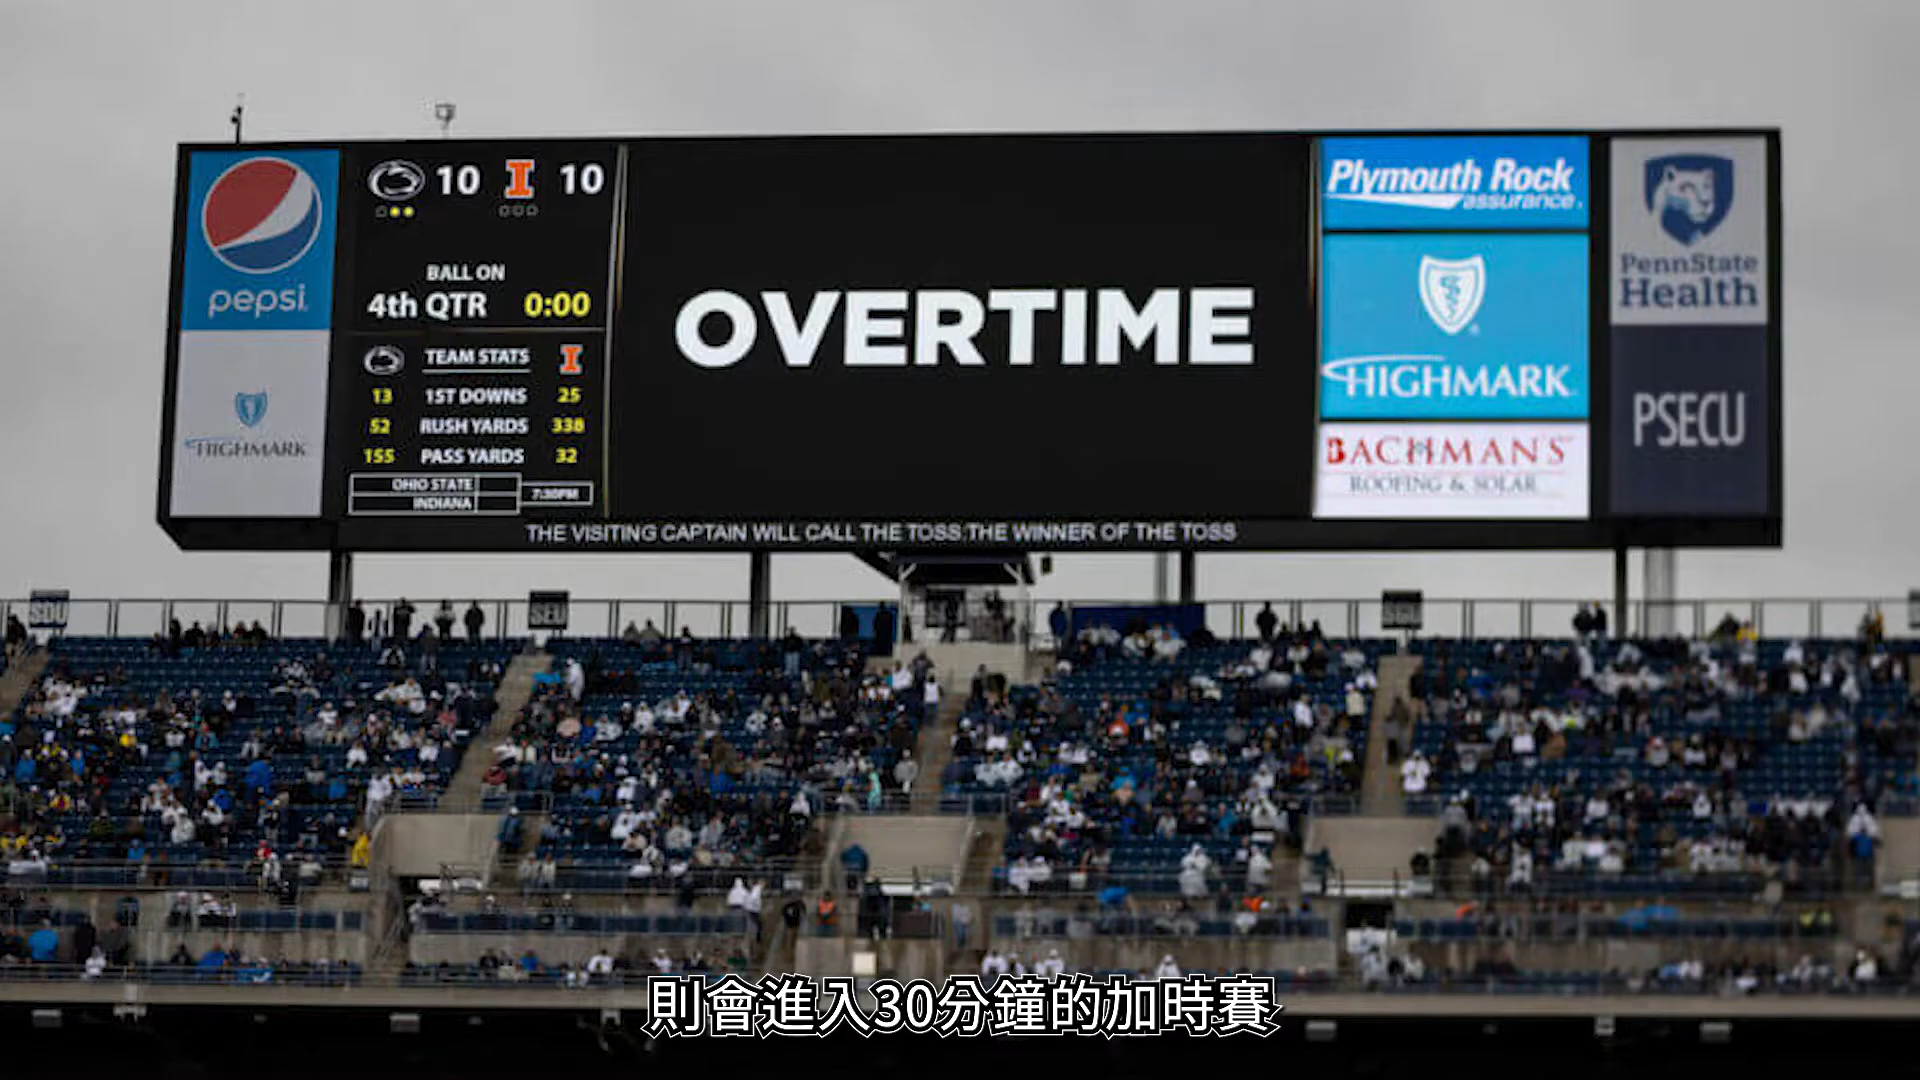 pepsi
HIGHMARK
10 I 10
BALL ON
4th QTR 0:00
TEAM STATS I
13 1ST DOWNS 25
52 RUSH YARDS 338
155 PASS YARDS 32
OHIO STATE
INDIANA
7:30PM
OVERTIME
Plymouth Rock
assurance
HIGHMARK
BACHMAN'S
ROOFING & SOLAR
PennState
Health
PSECU
THE VISITING CAPTAIN WILL CALL THE TOSS.THE WINNER OF THE TOSS
SEU
則會進入30分鐘的加時賽